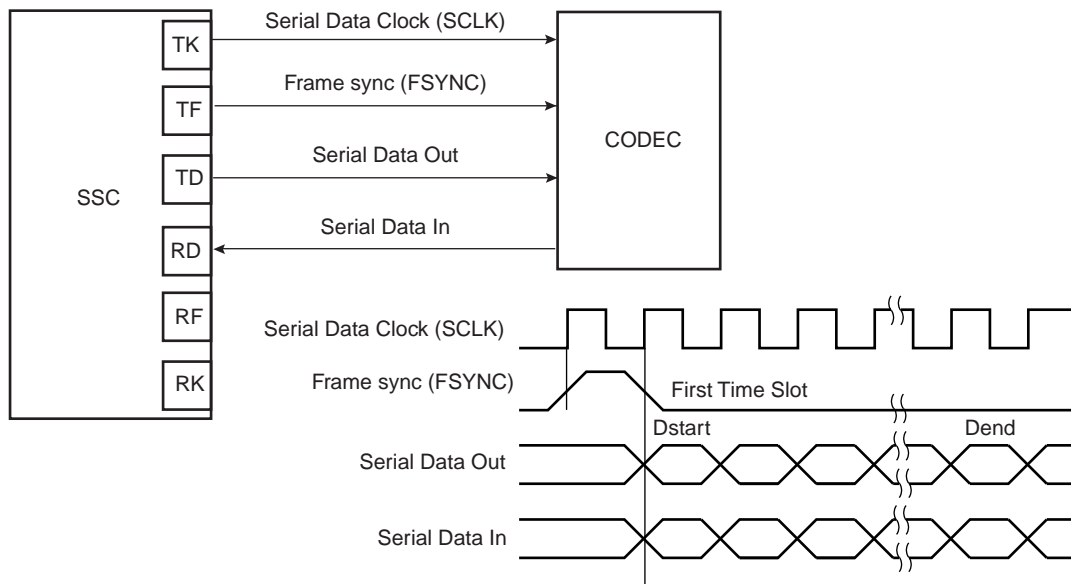 SSC
TK
TF
TD
RD
RF
RK
Serial Data Clock (SCLK)
Frame sync (FSYNC)
Serial Data Out
Serial Data In
CODEC
Serial Data Clock (SCLK)
Frame sync (FSYNC)
First Time Slot
Dstart
Dend
Serial Data Out
Serial Data In